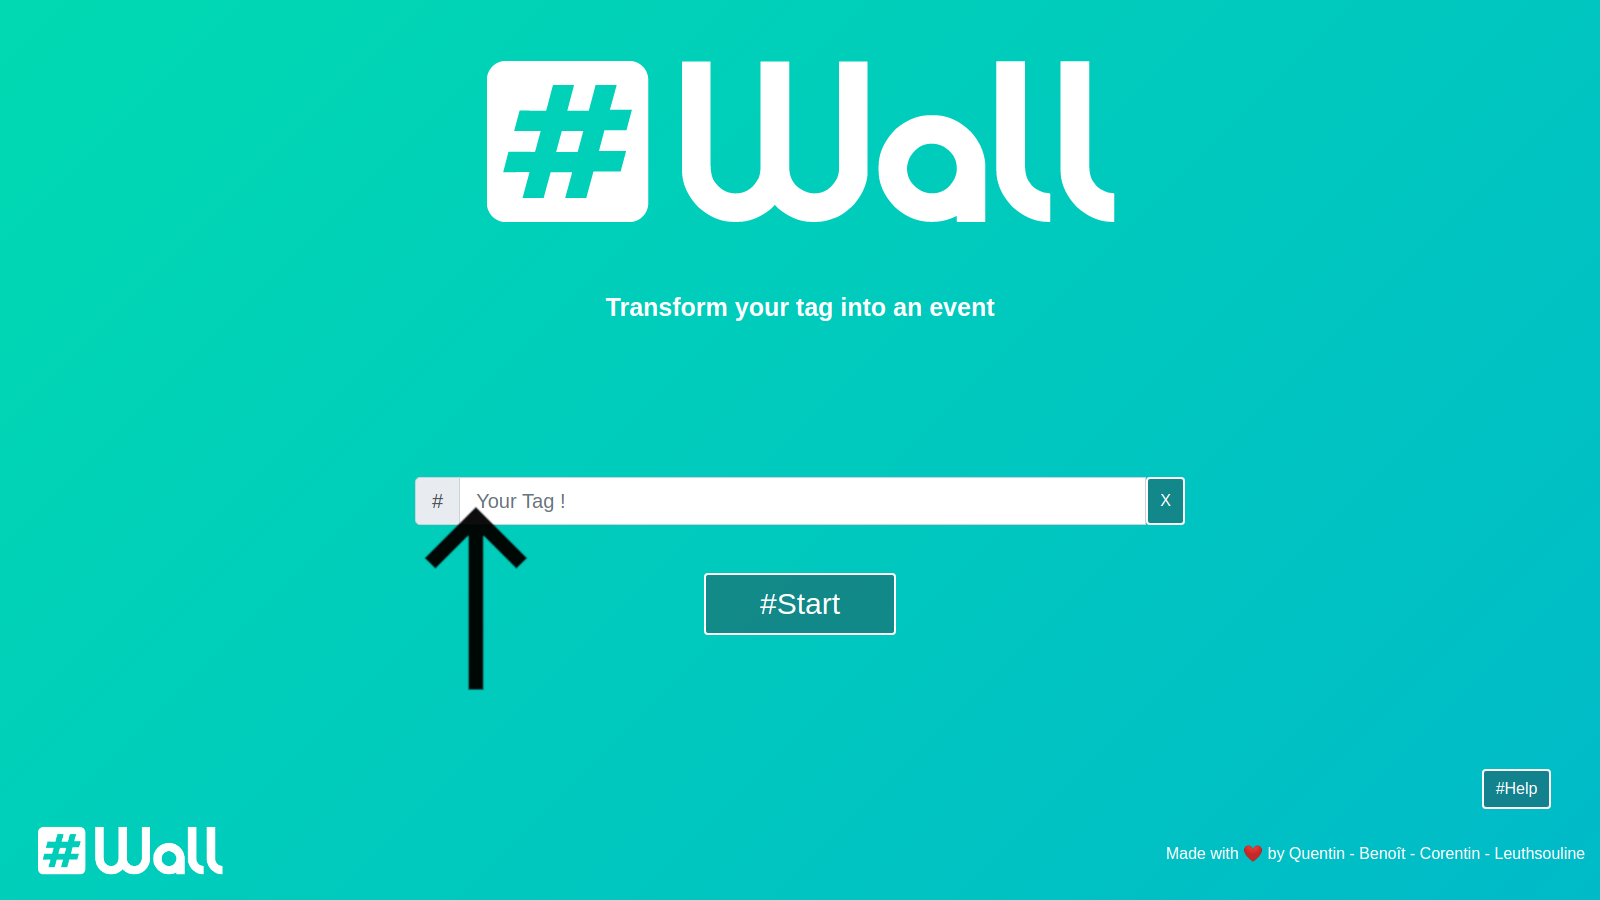 # Wall
Transform your tag into an event
# Your Tag ! X
#Start
#Help
# Wall
Made with ❤️ by Quentin - Benoît - Corentin - Leuthsouline